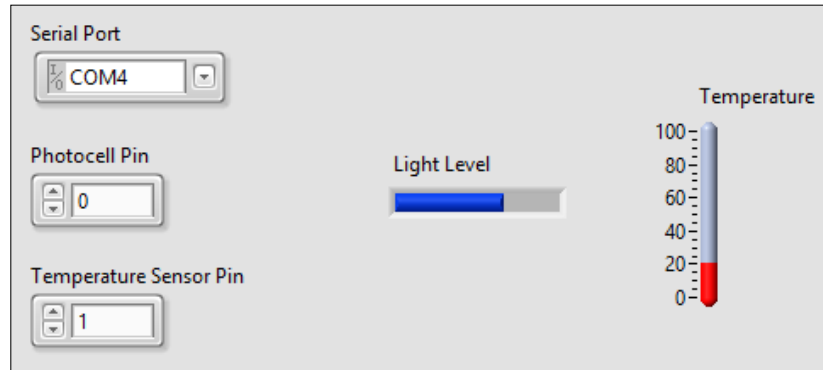 Serial Port
I/O COM4
Photocell Pin
0
Temperature Sensor Pin
1
Light Level
Temperature
100
80
60
40
20
0